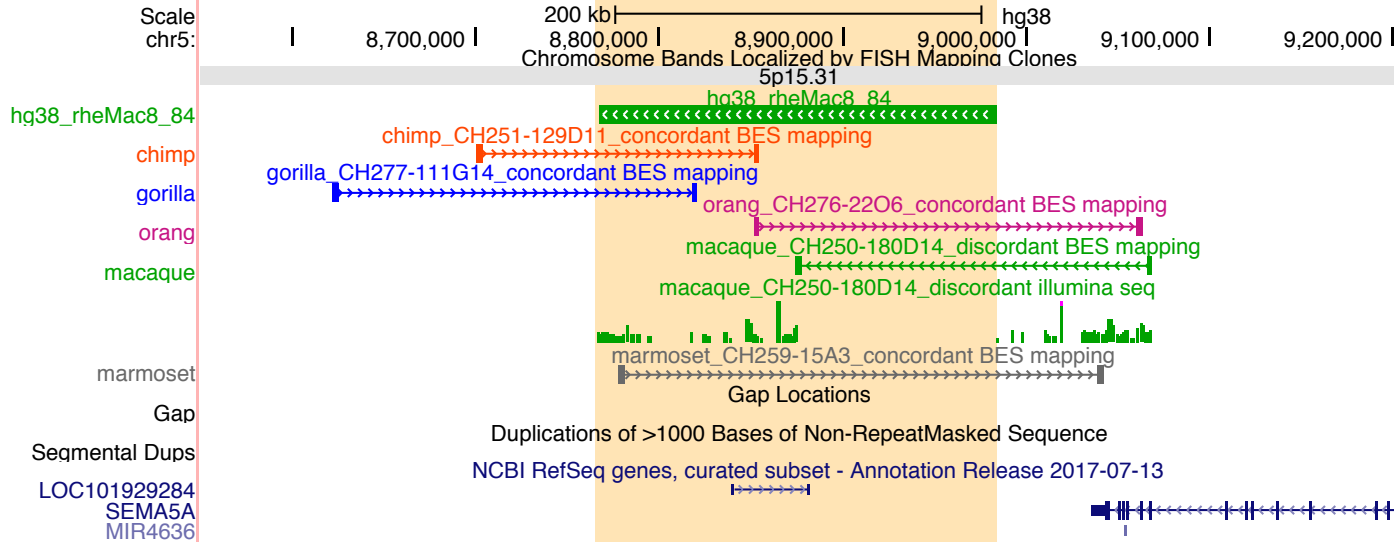 Scale 200 kb hg38
chr5: 8,700,000 8,800,000 8,900,000 9,000,000 9,100,000 9,200,000
Chromosome Bands Localized by FISH Mapping Clones
5p15.31
hg38_rheMac8_84
hg38_rheMac8_84
chimp_CH251-129D11_concordant BES mapping
chimp
gorilla_CH277-111G14_concordant BES mapping
gorilla
orang_CH276-22O6_concordant BES mapping
orang
macaque_CH250-180D14_discordant BES mapping
macaque
macaque_CH250-180D14_discordant illumina seq
marmoset_CH259-15A3_concordant BES mapping
marmoset
Gap Locations
Gap
Duplications of >1000 Bases of Non-RepeatMasked Sequence
Segmental Dups
NCBI RefSeq genes, curated subset - Annotation Release 2017-07-13
LOC101929284
SEMA5A
MIR4636